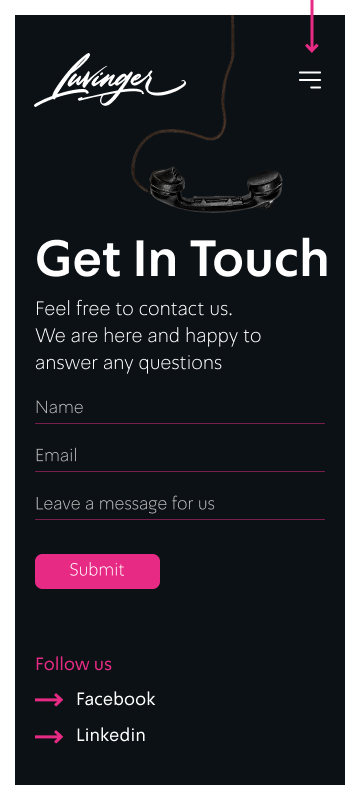 Luvinger
Get In Touch
Feel free to contact us.
We are here and happy to
answer any questions
Name
Email
Leave a message for us
Submit
Follow us
Facebook
Linkedin